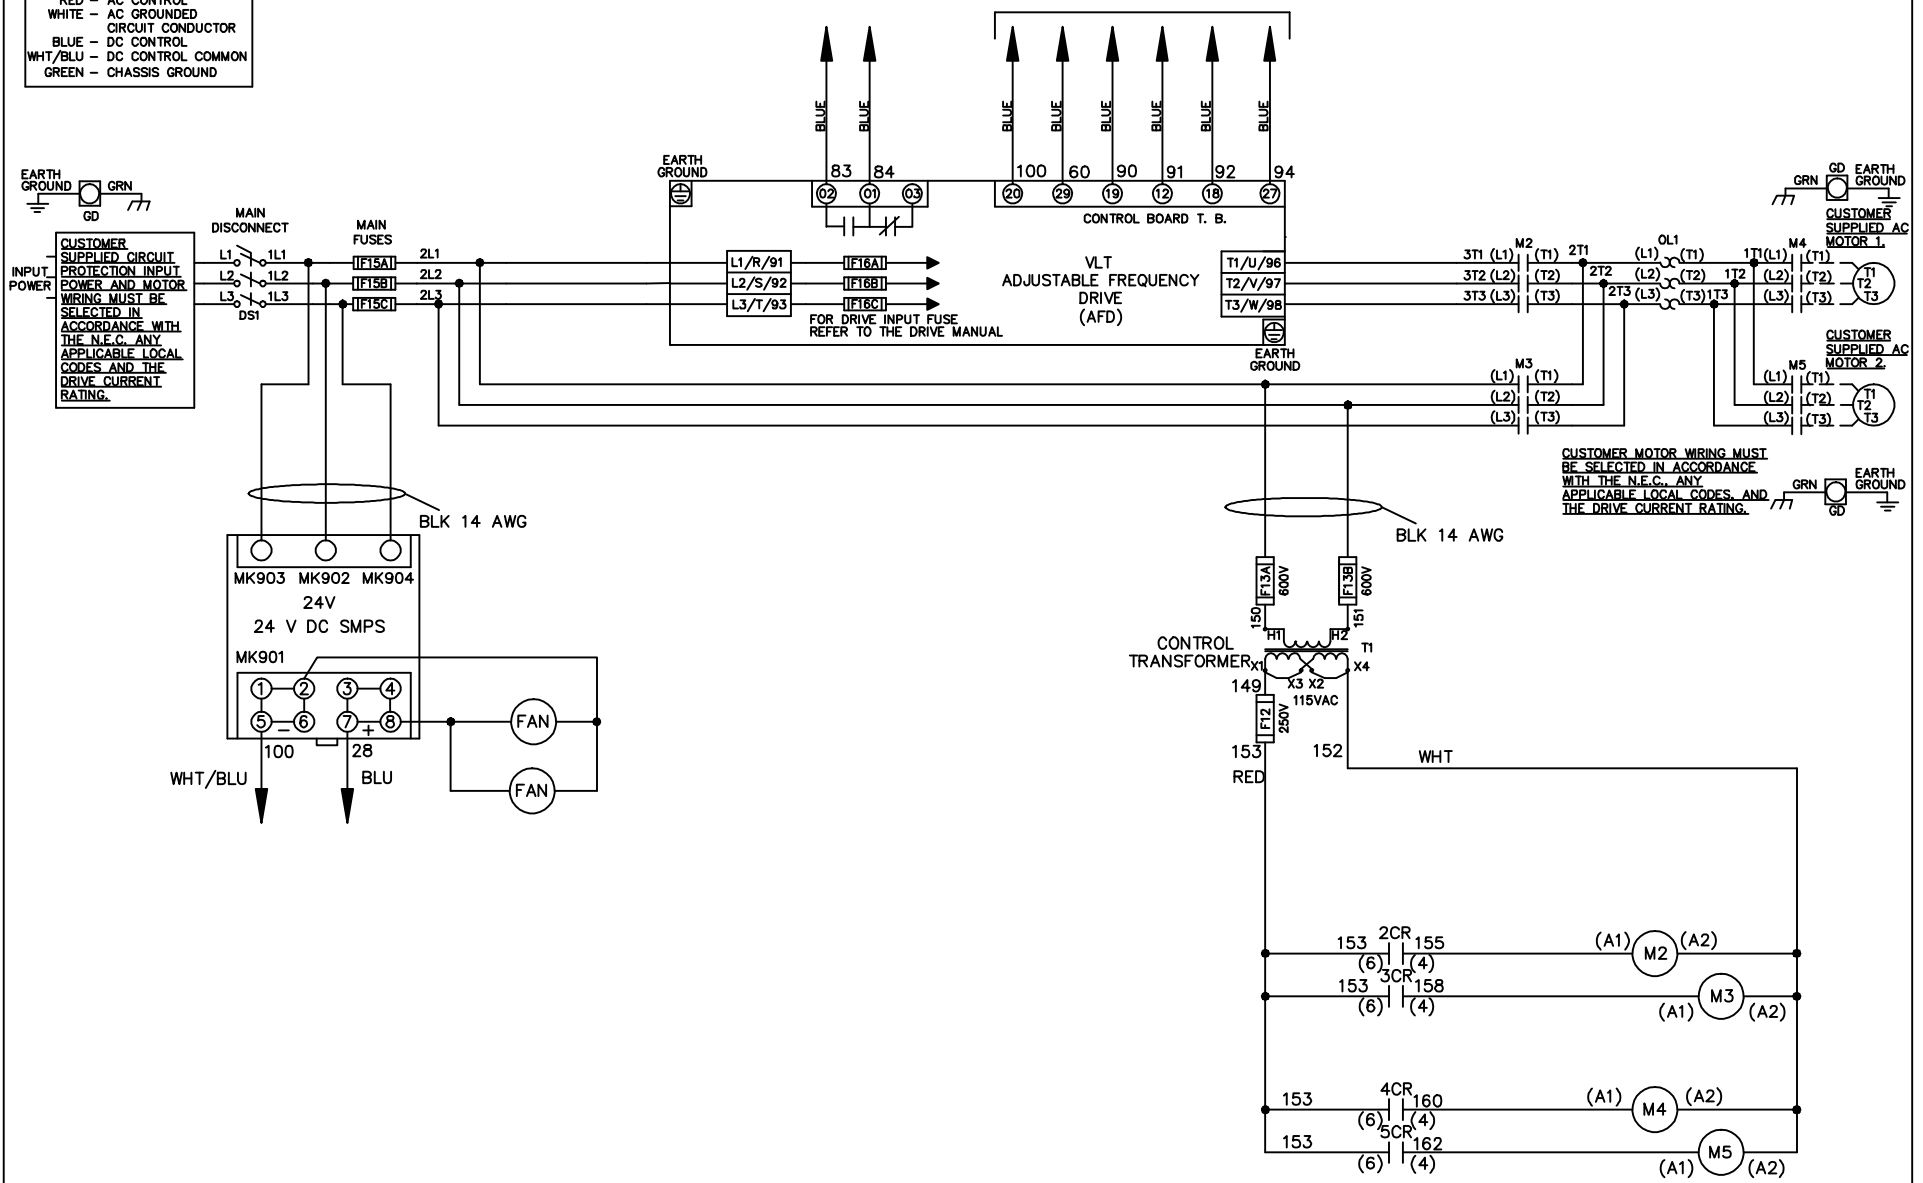 RED – AC CONTROL
WHITE – AC GROUNDED
CIRCUIT CONDUCTOR
BLUE – DC CONTROL
WHT/BLU – DC CONTROL COMMON
GREEN – CHASSIS GROUND
BLUE
BLUE
BLUE
BLUE
BLUE
BLUE
BLUE
BLUE
EARTH
GROUND
GRN
GD
EARTH
GROUND
83
84
100
60
90
91
92
94
02
01
03
20
29
19
12
18
27
CONTROL BOARD T. B.
GRN
GD
EARTH
GROUND
MAIN
DISCONNECT
MAIN
FUSES
INPUT
POWER
CUSTOMER
SUPPLIED CIRCUIT
PROTECTION INPUT
POWER AND MOTOR
WIRING MUST BE
SELECTED IN
ACCORDANCE WITH
THE N.E.C. ANY
APPLICABLE LOCAL
CODES AND THE
DRIVE CURRENT
RATING.
L1
1L1
F15A
2L1
L2
1L2
F15B
2L2
L3
1L3
F15C
2L3
DS1
L1/R/91
F16A
L2/S/92
F16B
L3/T/93
F16C
FOR DRIVE INPUT FUSE
REFER TO THE DRIVE MANUAL
VLT
ADJUSTABLE FREQUENCY
DRIVE
(AFD)
T1/U/96
T2/V/97
T3/W/98
EARTH
GROUND
M2
3T1 (L1) (T1) 2T1
3T2 (L2) (T2) 2T2
3T3 (L3) (T3) 2T3
OL1
(L1) (T1) 1T1
(L2) (T2) 1T2
(L3) (T3) 1T3
M4
(L1) (T1)
(L2) (T2)
(L3) (T3)
T1
T2
T3
CUSTOMER
SUPPLIED AC
MOTOR 1.
M3
(L1) (T1)
(L2) (T2)
(L3) (T3)
CUSTOMER
SUPPLIED AC
MOTOR 2.
M5
(L1) (T1)
(L2) (T2)
(L3) (T3)
T1
T2
T3
CUSTOMER MOTOR WIRING MUST
BE SELECTED IN ACCORDANCE
WITH THE N.E.C., ANY
APPLICABLE LOCAL CODES, AND
THE DRIVE CURRENT RATING.
GRN
GD
EARTH
GROUND
BLK 14 AWG
BLK 14 AWG
MK903 MK902 MK904
24V
24 V DC SMPS
MK901
1 2 3 4
5 – 6 7 + 8
FAN
FAN
100
28
WHT/BLU
BLU
F13A
600V
F13B
600V
150
151
H1
H2
T1
CONTROL
TRANSFORMER
X1
X4
X3 X2
115VAC
149
F12
250V
153
RED
152
WHT
2CR
153
155
(6)
(4)
(A1)
M2
(A2)
3CR
153
158
(6)
(4)
(A1)
M3
(A2)
4CR
153
160
(6)
(4)
(A1)
M4
(A2)
5CR
153
162
(6)
(4)
(A1)
M5
(A2)